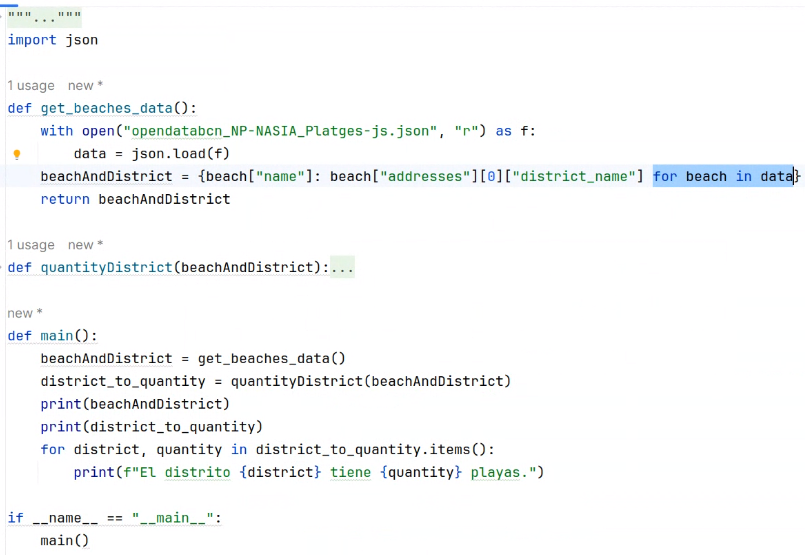 """..."""
import json
1 usage new *
def get_beaches_data():
    with open("opendatabcn_NP-NASIA_Platges-js.json", "r") as f:
        data = json.load(f)
    beachAndDistrict = {beach["name"]: beach["addresses"][0]["district_name"] for beach in data}
    return beachAndDistrict
1 usage new *
def quantityDistrict(beachAndDistrict):...
new *
def main():
    beachAndDistrict = get_beaches_data()
    district_to_quantity = quantityDistrict(beachAndDistrict)
    print(beachAndDistrict)
    print(district_to_quantity)
    for district, quantity in district_to_quantity.items():
        print(f"El distrito {district} tiene {quantity} playas.")
if __name__ == "__main__":
    main()